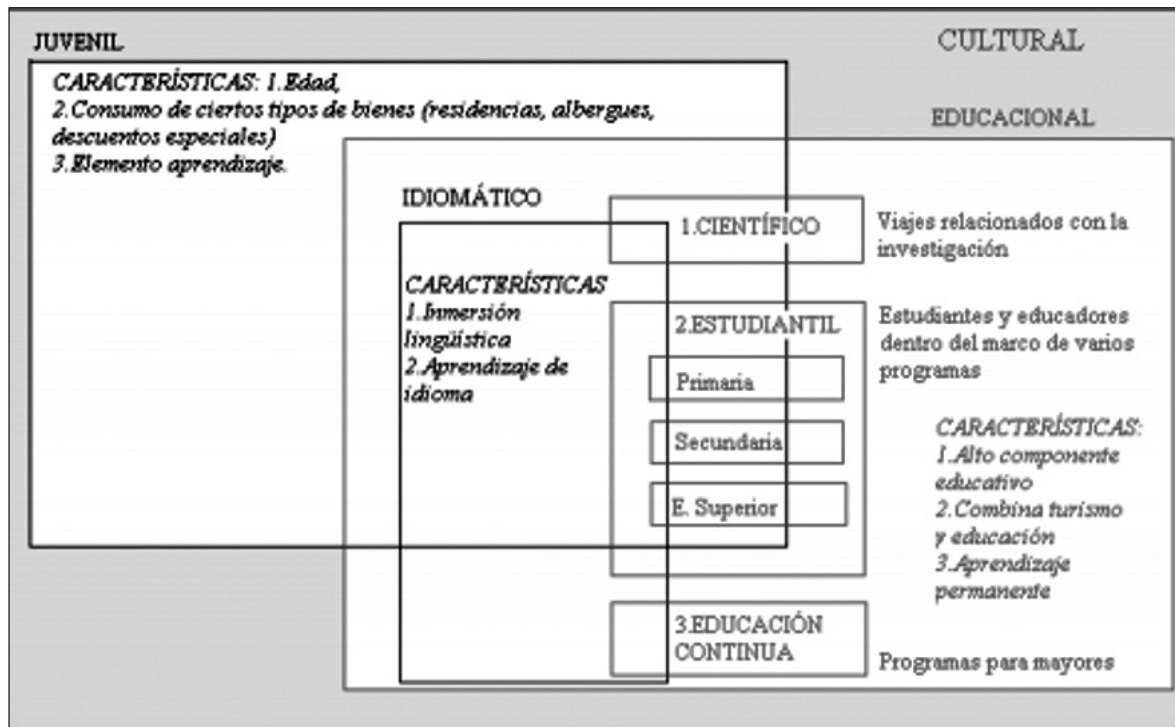 JUVENIL
CULTURAL
CARACTERÍSTICAS: 1.Edad,
2.Consumo de ciertos tipos de bienes (residencias, albergues,
descuentos especiales)
3.Elemento aprendizaje.
EDUCACIONAL
IDIOMÁTICO
CARACTERÍSTICAS
1.Inmersión
lingüística
2.Aprendizaje de
idioma
1.CIENTÍFICO
Viajes relacionados con la
investigación
2.ESTUDIANTIL
Primaria
Secundaria
E. Superior
Estudiantes y educadores
dentro del marco de varios
programas
CARACTERÍSTICAS:
1.Alto componente
educativo
2.Combina turismo
y educación
3.Aprendizaje
permanente
3.EDUCACIÓN
CONTINUA
Programas para mayores